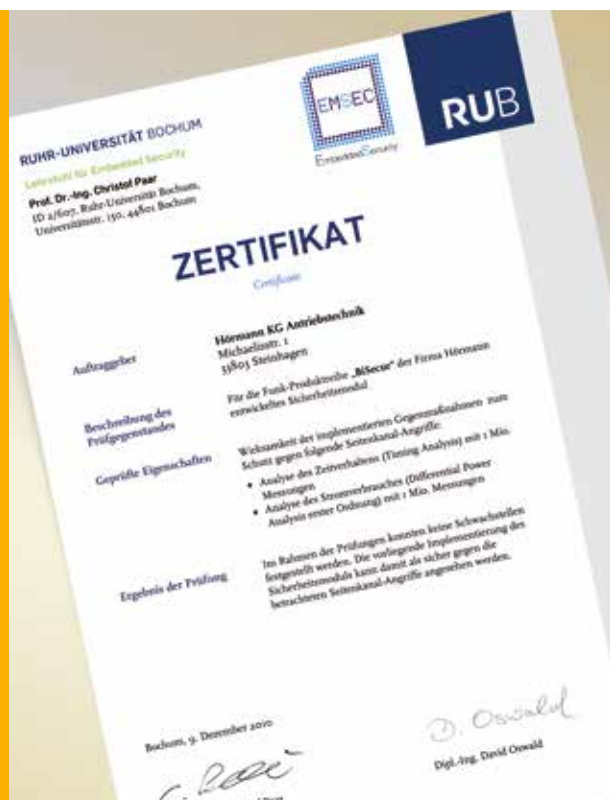 RUHR-UNIVERSITÄT BOCHUM
Lehrstuhl für Embedded Security
Prof. Dr.-Ing. Christof Paar
ID 2/607, Ruhr-Universität Bochum,
Universitätsstr. 150, 44801 Bochum
EMSEC
Embedded Security
RUB
ZERTIFIKAT
Certificate
Auftraggeber
Hörmann KG Antriebstechnik
Michaelisstr. 1
33803 Steinhagen
Beschreibung des
Prüfgegenstandes
Für die Funk-Produktreihe „BiSecur“ der Firma Hörmann
entwickeltes Sicherheitsmodul
Geprüfte Eigenschaften
Wirksamkeit der implementierten Gegenmaßnahmen zum
Schutz gegen folgende Seitenkanal-Angriffe:
• Analyse des Zeitverhaltens (Timing Analysis) mit 1 Mio.
Messungen
• Analyse des Stromverbrauches (Differential Power
Analysis erster Ordnung) mit 1 Mio. Messungen
Ergebnis der Prüfung
Im Rahmen der Prüfungen konnten keine Schwachstellen
festgestellt werden. Die vorliegende Implementierung des
Sicherheitsmoduls kann damit als sicher gegen die
betrachteten Seitenkanal-Angriffe angesehen werden.
Bochum, 9. Dezember 2010
D. Oswald
Dipl.-Ing. David Oswald